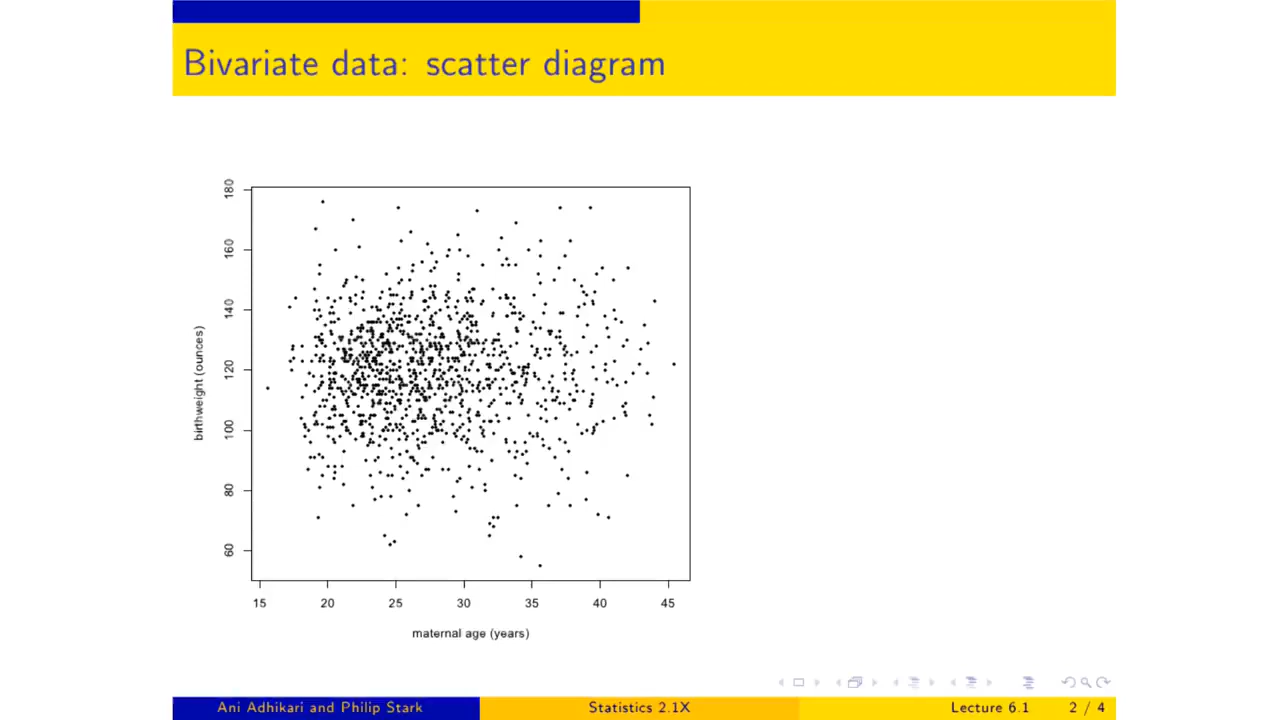 Bivariate data: scatter diagram
180
160
140
120
100
80
60
birthweight (ounces)
15 20 25 30 35 40 45
maternal age (years)
Ani Adhikari and Philip Stark Statistics 2.1X Lecture 6.1 2 / 4